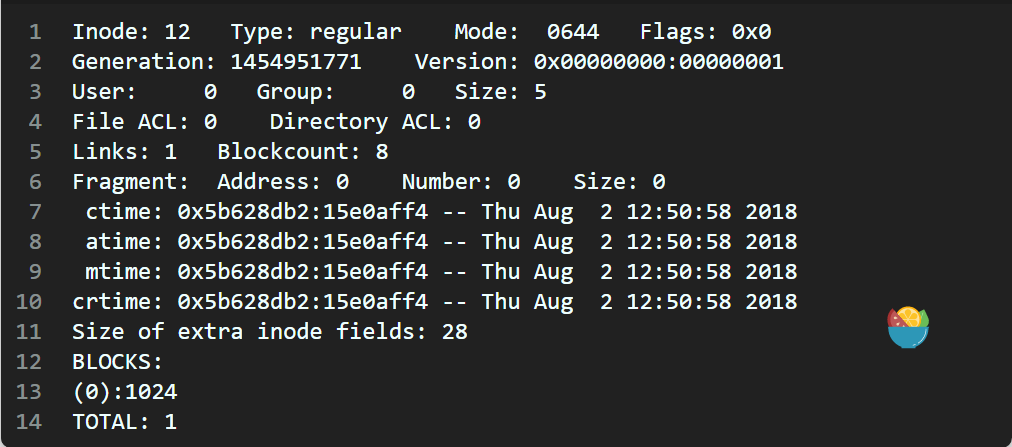 1 Inode: 12   Type: regular    Mode:  0644   Flags: 0x0
2 Generation: 1454951771    Version: 0x00000000:00000001
3 User:     0   Group:     0   Size: 5
4 File ACL: 0    Directory ACL: 0
5 Links: 1   Blockcount: 8
6 Fragment:  Address: 0    Number: 0    Size: 0
7  ctime: 0x5b628db2:15e0aff4 -- Thu Aug  2 12:50:58 2018
8  atime: 0x5b628db2:15e0aff4 -- Thu Aug  2 12:50:58 2018
9  mtime: 0x5b628db2:15e0aff4 -- Thu Aug  2 12:50:58 2018
10 crtime: 0x5b628db2:15e0aff4 -- Thu Aug  2 12:50:58 2018
11 Size of extra inode fields: 28
12 BLOCKS:
13 (0):1024
14 TOTAL: 1